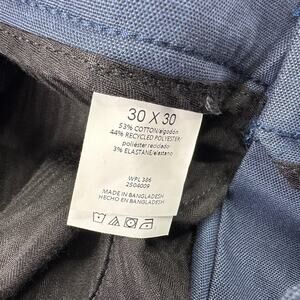 30 X 30
53% COTTON/algodón
44% RECYCLED POLYESTER/
poliéster reciclado
3% ELASTANE/elastano
WPL 386
2504009
MADE IN BANGLADESH
HECHO EN BANGLADESH